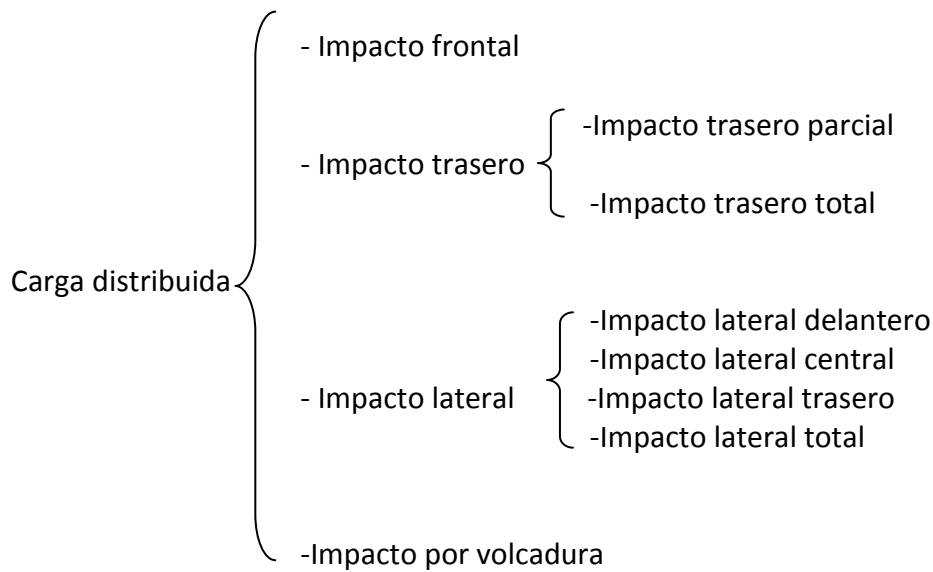 - Impacto frontal
-Impacto trasero parcial
- Impacto trasero
-Impacto trasero total
Carga distribuida
-Impacto lateral delantero
-Impacto lateral central
- Impacto lateral
-Impacto lateral trasero
-Impacto lateral total
-Impacto por volcadura